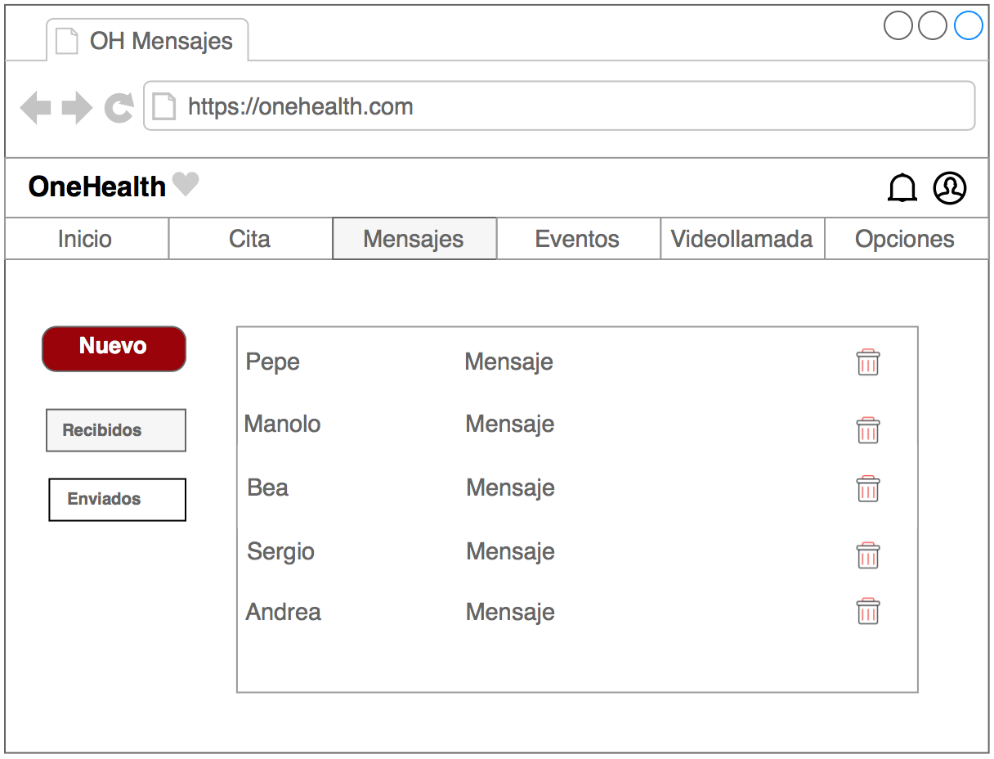 OH Mensajes
https://onehealth.com
OneHealth
Inicio Cita Mensajes Eventos Videollamada Opciones
Nuevo
Recibidos
Enviados
Pepe Mensaje
Manolo Mensaje
Bea Mensaje
Sergio Mensaje
Andrea Mensaje